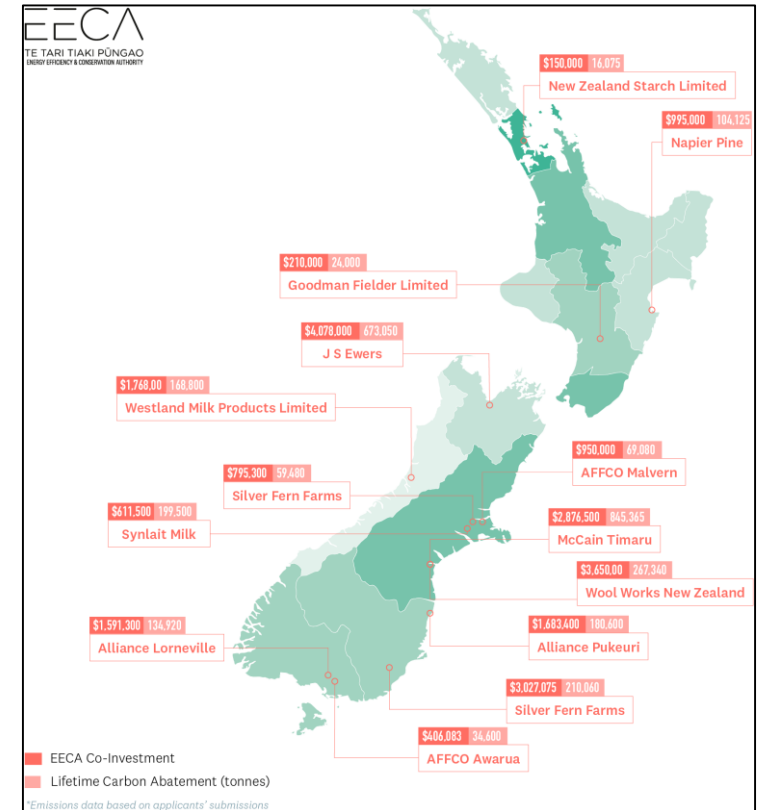 EECA
TE TARI TIAKI PŪNGAO
ENERGY EFFICIENCY & CONSERVATION AUTHORITY
$150,000 16,075
New Zealand Starch Limited
$995,000 104,125
Napier Pine
$210,000 24,000
Goodman Fielder Limited
$4,078,000 673,050
J S Ewers
$1,768,00 168,800
Westland Milk Products Limited
$950,000 69,080
AFFCO Malvern
$795,300 59,480
Silver Fern Farms
$611,500 199,500
Synlait Milk
$2,876,500 845,365
McCain Timaru
$3,650,00 267,340
Wool Works New Zealand
$1,591,300 134,920
Alliance Lorneville
$1,683,400 180,600
Alliance Pukeuri
$3,027,075 210,060
Silver Fern Farms
$406,083 34,600
AFFCO Awarua
EECA Co-Investment
Lifetime Carbon Abatement (tonnes)
*Emissions data based on applicants' submissions